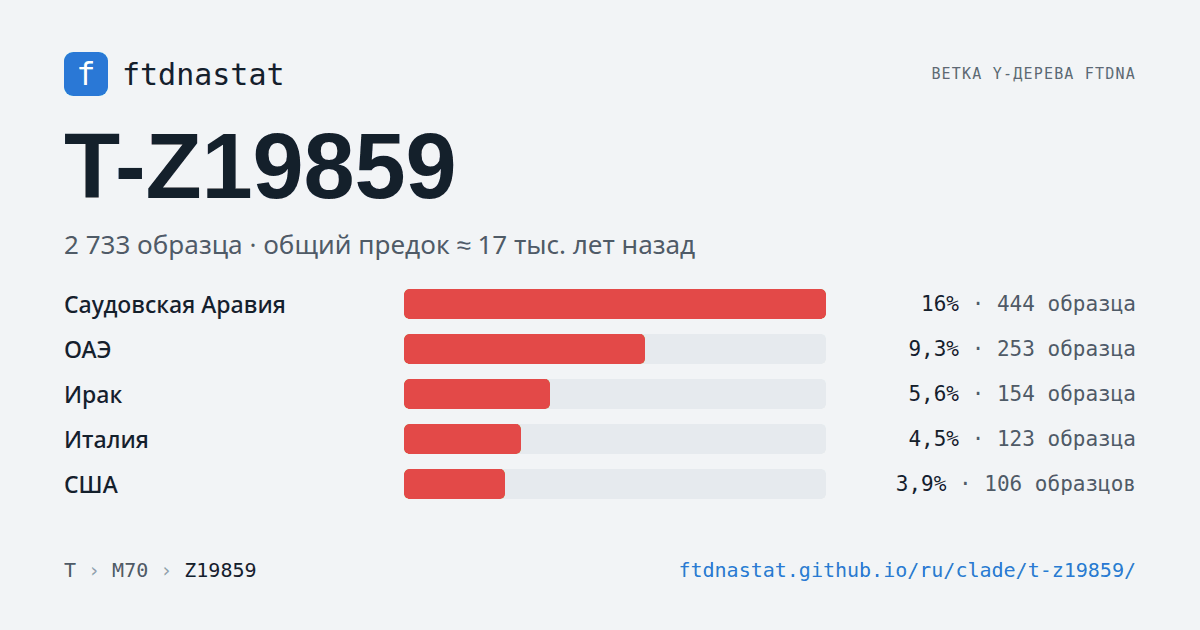 f ftdnastat
ВЕТКА Y-ДЕРЕВА FTDNA
T-Z19859
2 733 образца · общий предок ≈ 17 тыс. лет назад
Саудовская Аравия 16% · 444 образца
ОАЭ 9,3% · 253 образца
Ирак 5,6% · 154 образца
Италия 4,5% · 123 образца
США 3,9% · 106 образцов
T › M70 › Z19859
ftdnastat.github.io/ru/clade/t-z19859/